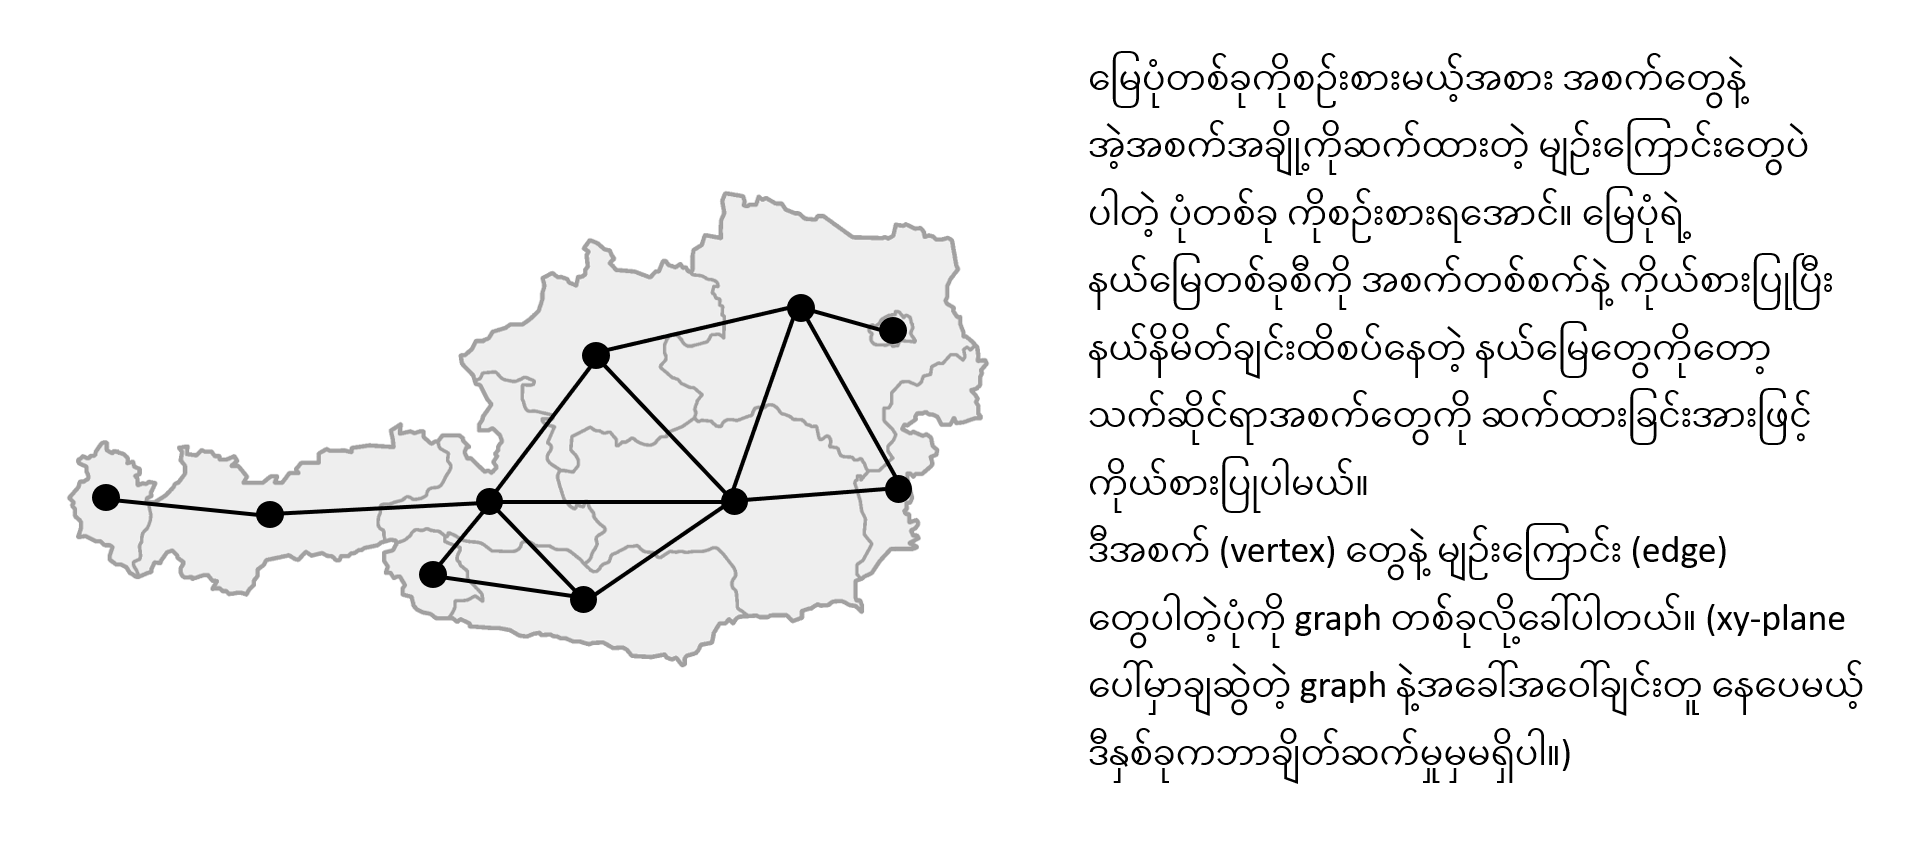 မြေပုံတစ်ခုကိုစဉ်းစားမယ့်အစား အစက်တွေနဲ့
အဲ့အစက်အချို့ကိုဆက်ထားတဲ့ မျဉ်းကြောင်းတွေပဲ
ပါတဲ့ ပုံတစ်ခု ကိုစဉ်းစားရအောင်။ မြေပုံရဲ့
နယ်မြေတစ်ခုစီကို အစက်တစ်စက်နဲ့ ကိုယ်စားပြုပြီး
နယ်နိမိတ်ချင်းထိစပ်နေတဲ့ နယ်မြေတွေကိုတော့
သက်ဆိုင်ရာအစက်တွေကို ဆက်ထားခြင်းအားဖြင့်
ကိုယ်စားပြုပါမယ်။
ဒီအစက် (vertex) တွေနဲ့ မျဉ်းကြောင်း (edge)
တွေပါတဲ့ပုံကို graph တစ်ခုလို့ခေါ်ပါတယ်။ (xy-plane
ပေါ်မှာချဆွဲတဲ့ graph နဲ့အခေါ်အဝေါ်ချင်းတူ နေပေမယ့်
ဒီနှစ်ခုကဘာချိတ်ဆက်မှုမှမရှိပါ။)